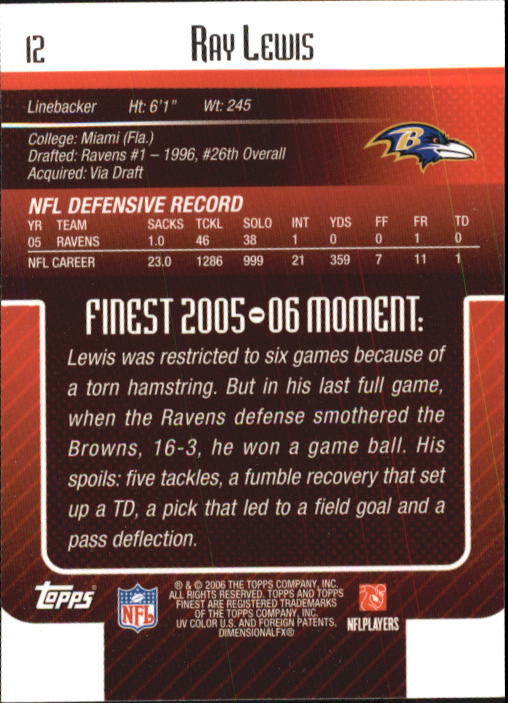 12 Ray Lewis
Linebacker Ht: 6'1" Wt: 245
College: Miami (Fla.)
Drafted: Ravens #1 – 1996, #26th Overall
Acquired: Via Draft
B
NFL DEFENSIVE RECORD
YR TEAM SACKS TCKL SOLO INT YDS FF FR TD
05 RAVENS 1.0 46 38 1 0 0 1 0
NFL CAREER 23.0 1286 999 21 359 7 11 1
FINEST 2005-06 MOMENT:
Lewis was restricted to six games because of
a torn hamstring. But in his last full game,
when the Ravens defense smothered the
Browns, 16-3, he won a game ball. His
spoils: five tackles, a fumble recovery that set
up a TD, a pick that led to a field goal and a
pass deflection.
Topps
NFL
® & © 2006 THE TOPPS COMPANY, INC.
ALL RIGHTS RESERVED. TOPPS AND TOPPS
FINEST ARE REGISTERED TRADEMARKS
OF THE TOPPS COMPANY, INC.
UV COLOR U.S. AND FOREIGN PATENTS,
DIMENSIONALFX®
NFLPLAYERS